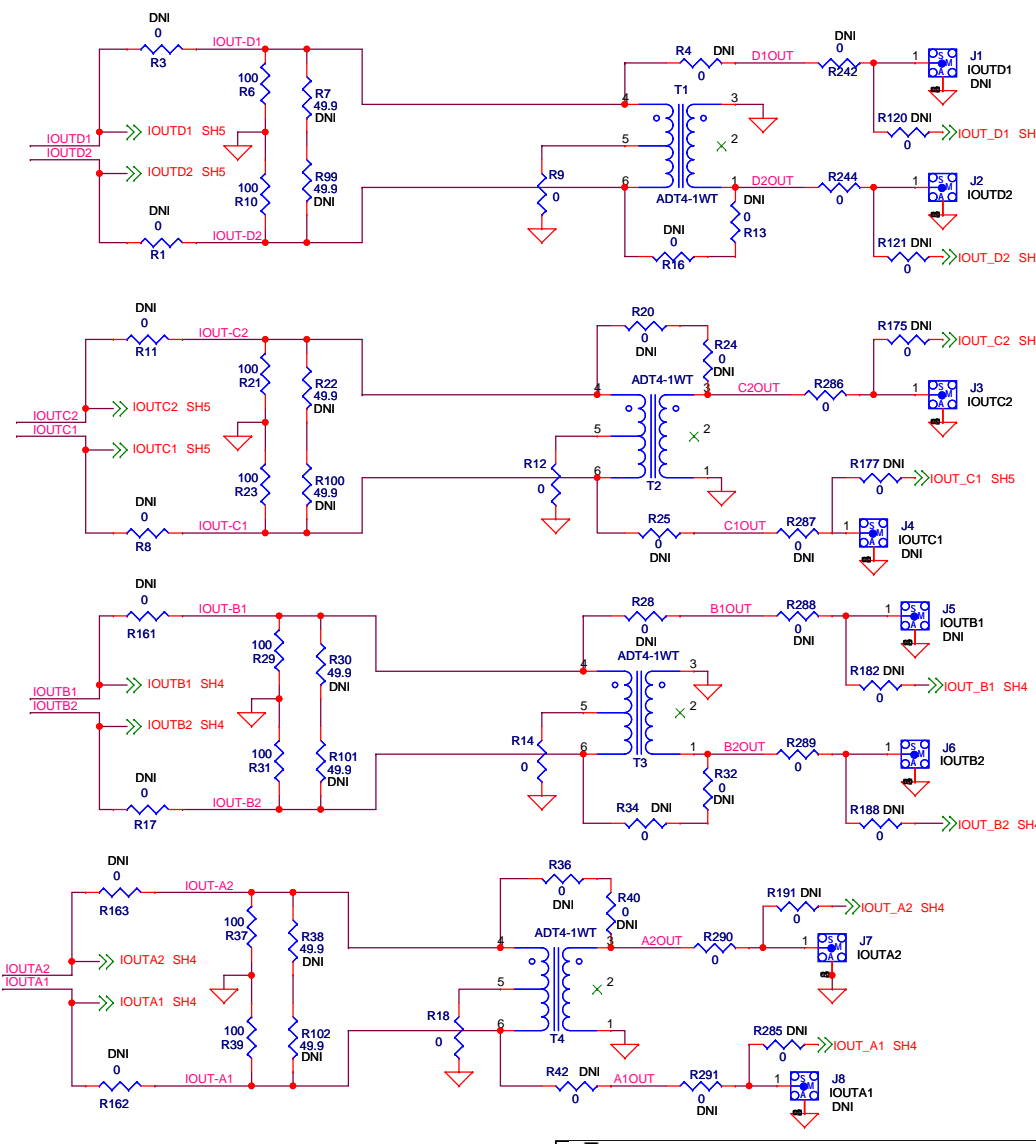 DNI
0
R3
IOUT-D1
100
R6
R7
49.9
DNI
IOUTD1
IOUTD1 SH5
IOUTD2
IOUTD2 SH5
100
R10
R99
49.9
DNI
DNI
0
R1
IOUT-D2
R9
0
R4 DNI
0
D1OUT
DNI
0
R242
1
J1
IOUTD1
DNI
S
M
A
T1
4
3
5
2
6
1
ADT4-1WT
R120 DNI
0
IOUT_D1 SH
D2OUT
R244
0
1
J2
IOUTD2
S
M
A
DNI
0
R13
DNI
0
R16
R121 DNI
0
IOUT_D2 SH
DNI
0
R11
IOUT-C2
100
R21
R22
49.9
DNI
IOUTC2
IOUTC2 SH5
IOUTC1
IOUTC1 SH5
100
R23
R100
49.9
DNI
DNI
0
R8
IOUT-C1
R12
0
R20
0
DNI
R24
0
DNI
ADT4-1WT
4
3
5
2
6
1
T2
C2OUT
R286
0
R175 DNI
0
IOUT_C2 SH
1
J3
IOUTC2
S
M
A
R25
0
DNI
C1OUT
R287
0
DNI
R177 DNI
0
IOUT_C1 SH5
1
J4
IOUTC1
DNI
S
M
A
DNI
0
R161
IOUT-B1
100
R29
R30
49.9
DNI
IOUTB1
IOUTB1 SH4
IOUTB2
IOUTB2 SH4
100
R31
R101
49.9
DNI
DNI
0
R17
IOUT-B2
R14
0
R28
0
DNI
B1OUT
R288
0
DNI
1
J5
IOUTB1
DNI
S
M
A
ADT4-1WT
4
3
5
2
6
1
T3
R182 DNI
0
IOUT_B1 SH4
B2OUT
R289
0
1
J6
IOUTB2
S
M
A
R32
0
DNI
R34 DNI
0
R188 DNI
0
IOUT_B2 SH4
DNI
0
R163
IOUT-A2
100
R37
R38
49.9
DNI
IOUTA2
IOUTA2 SH4
IOUTA1
IOUTA1 SH4
100
R39
R102
49.9
DNI
DNI
0
R162
IOUT-A1
R18
0
R36
0
DNI
R40
0
DNI
ADT4-1WT
4
3
5
2
6
1
T4
A2OUT
R290
0
R191 DNI
0
IOUT_A2 SH4
1
J7
IOUTA2
S
M
A
R42 DNI
0
A1OUT
R291
0
DNI
R285 DNI
0
IOUT_A1 SH4
1
J8
IOUTA1
DNI
S
M
A